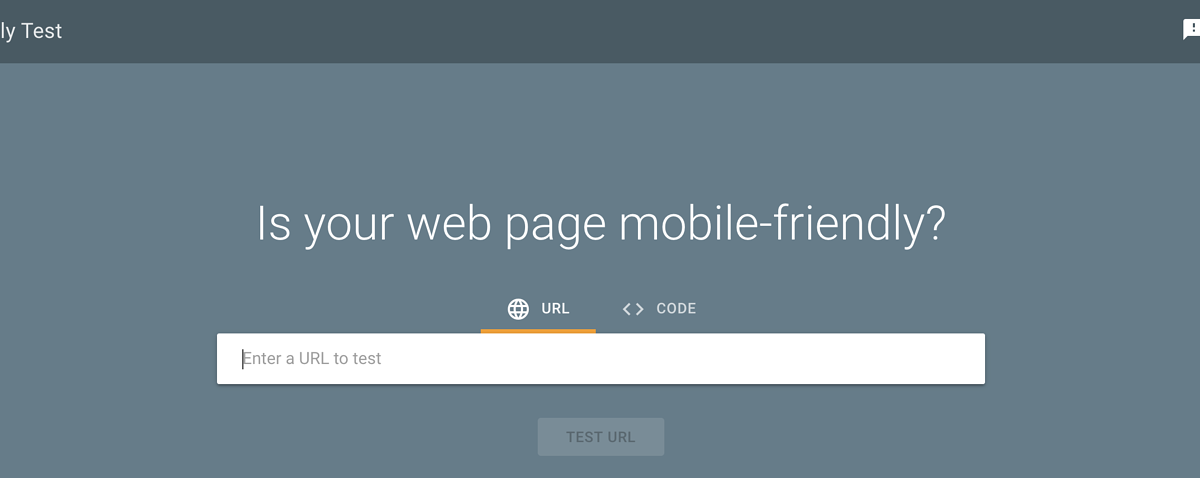 ly Test
Is your web page mobile-friendly?
URL
CODE
Enter a URL to test
TEST URL